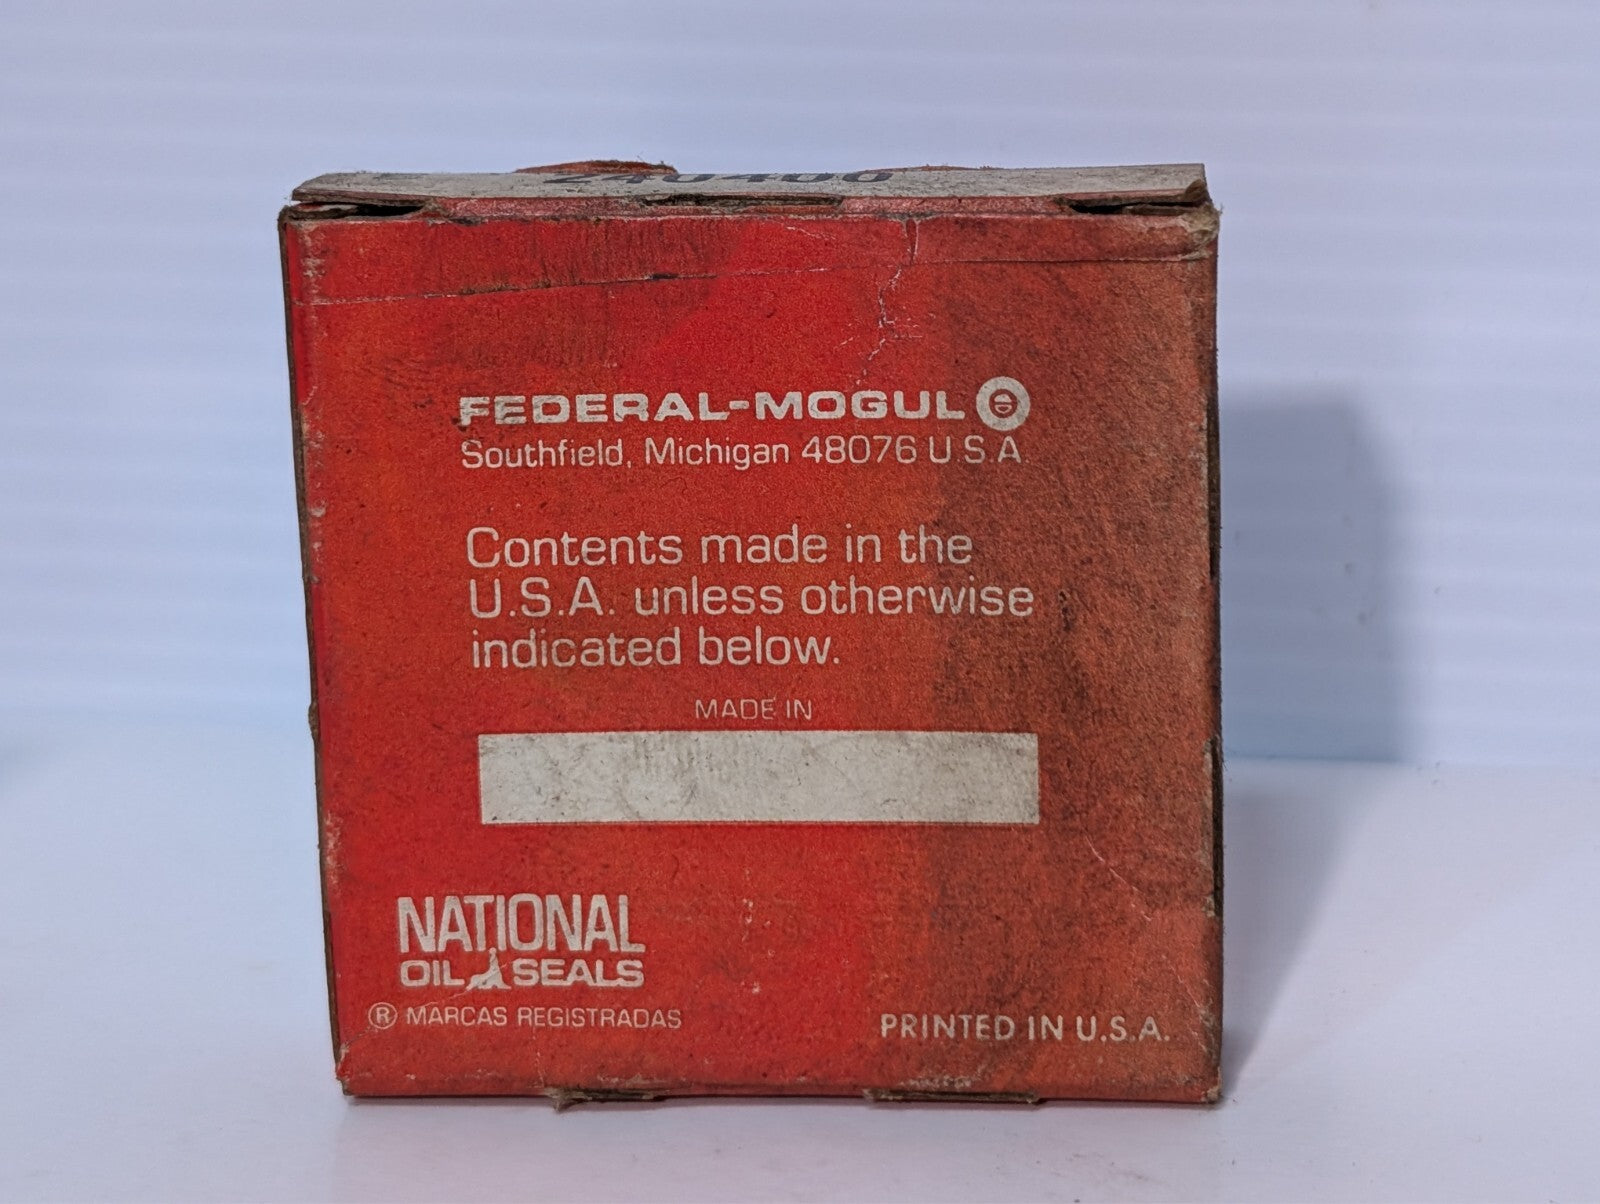 FEDERAL-MOGUL
Southfield, Michigan 48076 U.S.A.
Contents made in the
U.S.A. unless otherwise
indicated below.
MADE IN
NATIONAL
OIL SEALS
® MARCAS REGISTRADAS
PRINTED IN U.S.A.